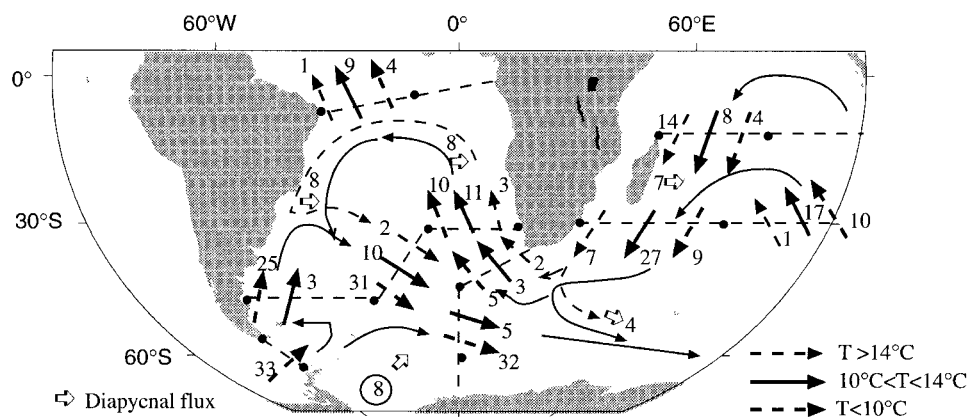 60°W 0° 60°E
0° 1 9 4
14 8 4
8 8 7
30°S 10 11 3 17 10
2 1
25 3 10 31 2 7 27 9
3 5
5 4
60°S 33 32
8
Diapycnal flux
T >14°C
10°C<T<14°C
T<10°C